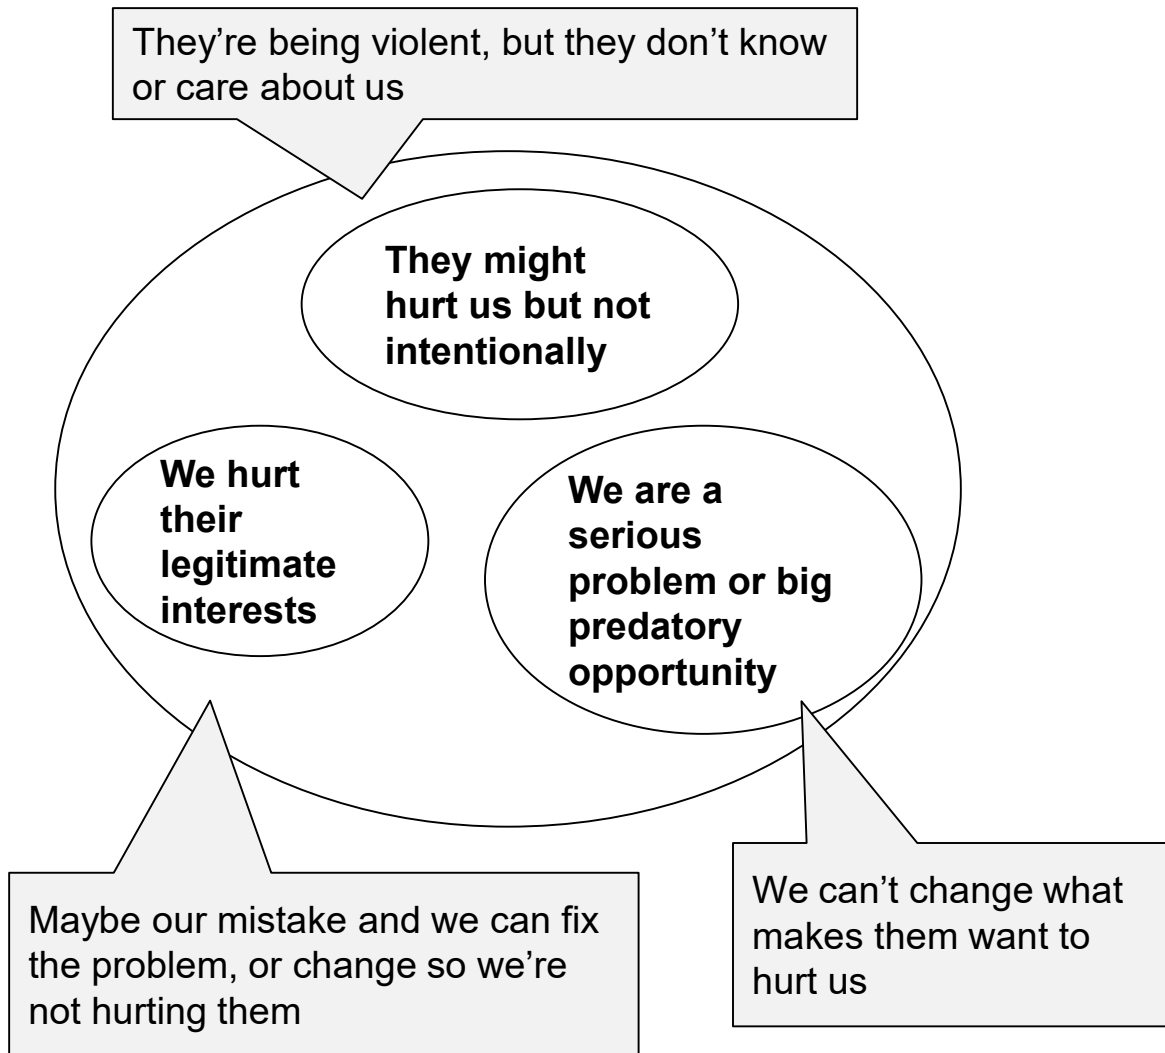 They’re being violent, but they don’t know
or care about us
They might
hurt us but not
intentionally
We hurt
their
legitimate
interests
We are a
serious
problem or big
predatory
opportunity
Maybe our mistake and we can fix
the problem, or change so we’re
not hurting them
We can’t change what
makes them want to
hurt us